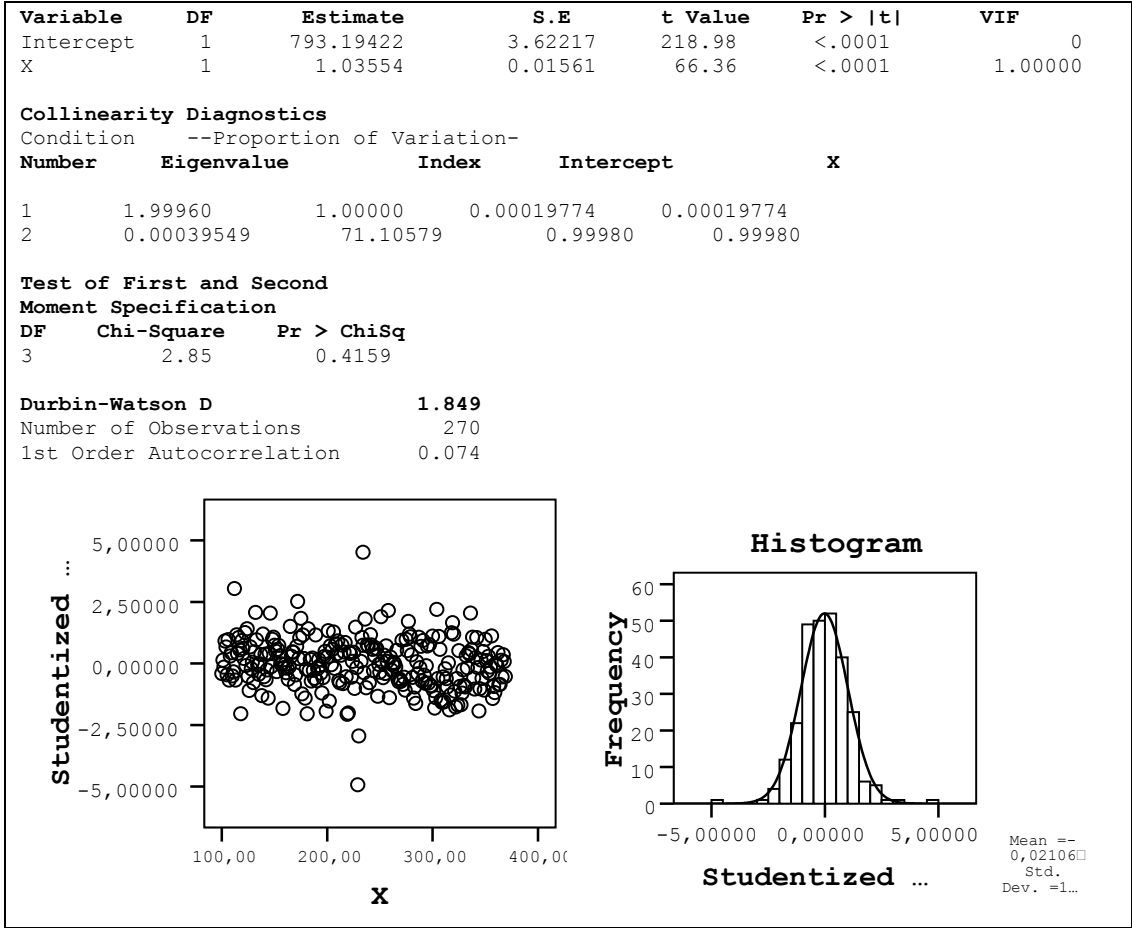 Variable DF Estimate S.E t Value Pr > |t| VIF
Intercept 1 793.19422 3.62217 218.98 <.0001 0
X 1 1.03554 0.01561 66.36 <.0001 1.00000
Collinearity Diagnostics
Condition --Proportion of Variation-
Number Eigenvalue Index Intercept X
1 1.99960 1.00000 0.00019774 0.00019774
2 0.00039549 71.10579 0.99980 0.99980
Test of First and Second
Moment Specification
DF Chi-Square Pr > ChiSq
3 2.85 0.4159
Durbin-Watson D 1.849
Number of Observations 270
1st Order Autocorrelation 0.074
5,00000
2,50000
0,00000
-2,50000
-5,00000
Studentized …
100,00 200,00 300,00 400,0
X
Histogram
60
50
40
30
20
10
0
Frequency
-5,00000 0,00000 5,00000
Studentized …
Mean =-
0,02106□
Std.
Dev. =1…